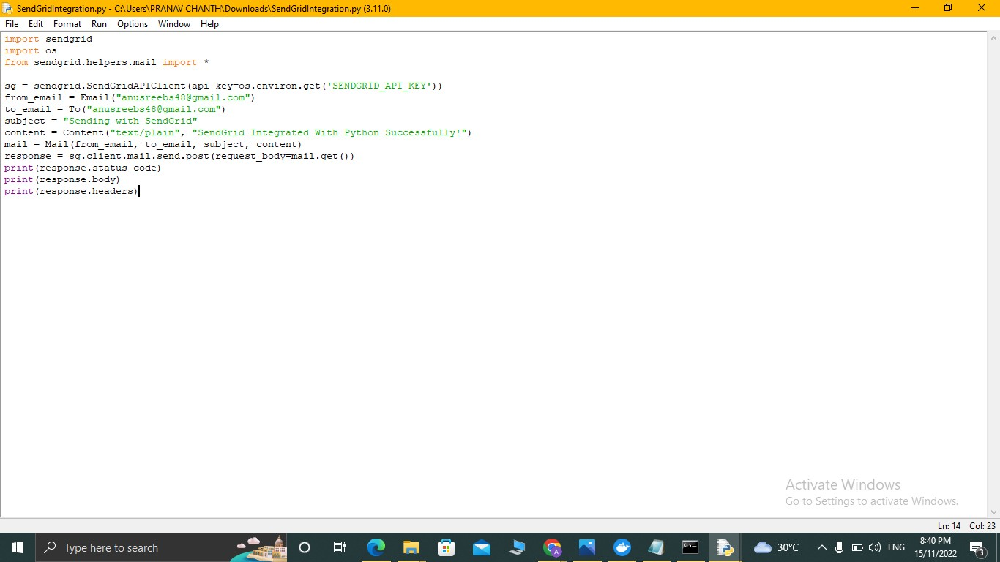 SendGridIntegration.py - C:\Users\PRANAV CHANTH\Downloads\SendGridIntegration.py (3.11.0)
File Edit Format Run Options Window Help
import sendgrid
import os
from sendgrid.helpers.mail import *
sg = sendgrid.SendGridAPIClient(api_key=os.environ.get('SENDGRID_API_KEY'))
from_email = Email("anusreebs48@gmail.com")
to_email = To("anusreebs48@gmail.com")
subject = "Sending with SendGrid"
content = Content("text/plain", "SendGrid Integrated With Python Successfully!")
mail = Mail(from_email, to_email, subject, content)
response = sg.client.mail.send.post(request_body=mail.get())
print(response.status_code)
print(response.body)
print(response.headers)
Activate Windows
Go to Settings to activate Windows.
Ln: 14 Col: 23
Type here to search
30°C
ENG
8:40 PM
15/11/2022
3